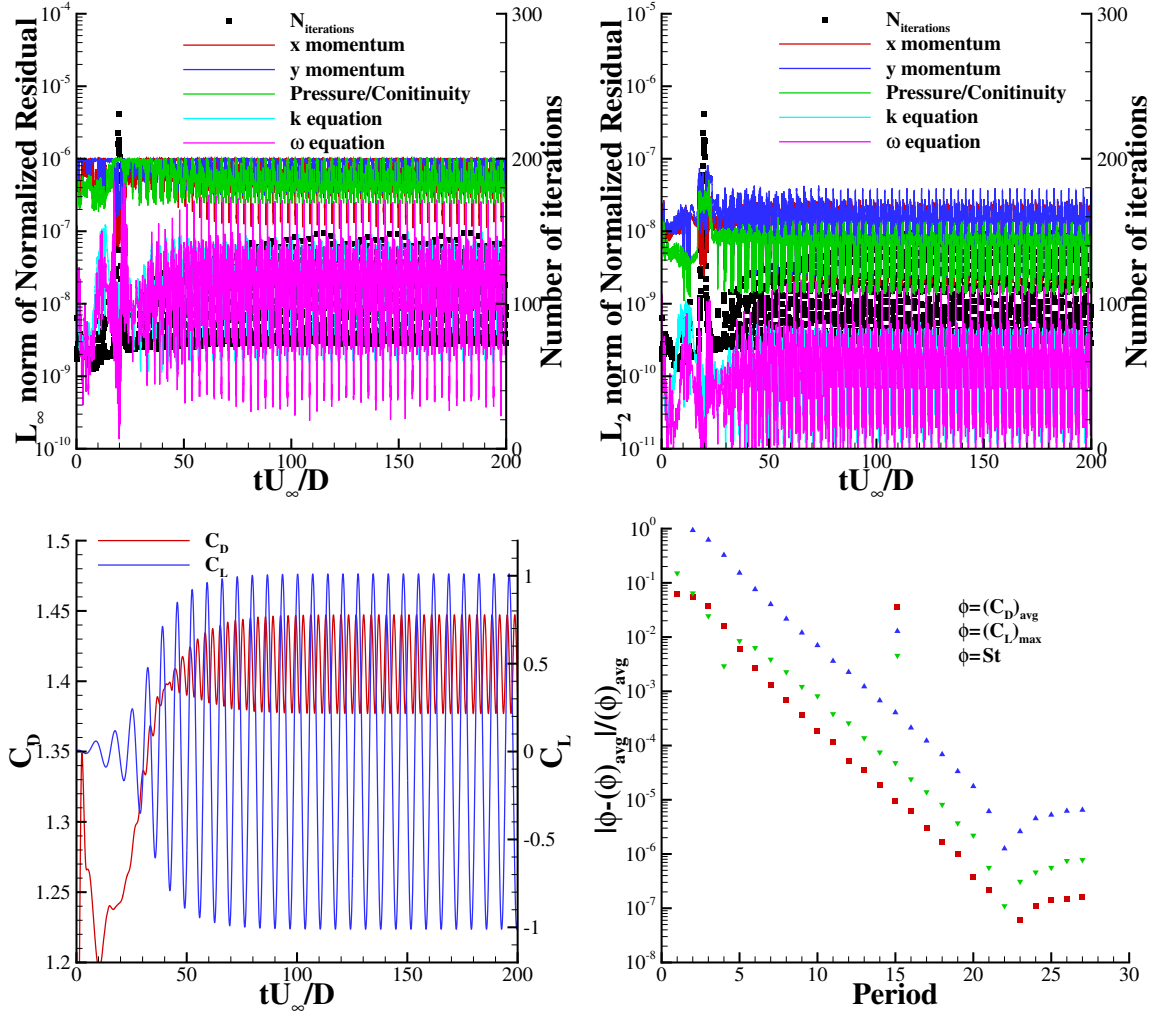 10^-4
10^-5
10^-6
10^-7
10^-8
10^-9
10^-10
L_∞ norm of Normalized Residual
N_iterations
x momentum
y momentum
Pressure/Conitinuity
k equation
ω equation
300
200
100
0
Number of iterations
0 50 100 150 200
tU_∞/D
10^-5
10^-6
10^-7
10^-8
10^-9
10^-10
10^-11
L_2 norm of Normalized Residual
N_iterations
x momentum
y momentum
Pressure/Conitinuity
k equation
ω equation
300
200
100
0
Number of iterations
0 50 100 150 200
tU_∞/D
1.5
1.45
1.4
1.35
1.3
1.25
1.2
C_D
C_D
C_L
1
0.5
0
-0.5
-1
C_L
0 50 100 150 200
tU_∞/D
10^0
10^-1
10^-2
10^-3
10^-4
10^-5
10^-6
10^-7
10^-8
|ϕ-(ϕ)_avg|/(ϕ)_avg
ϕ=(C_D)_avg
ϕ=(C_L)_max
ϕ=St
0 5 10 15 20 25 30
Period